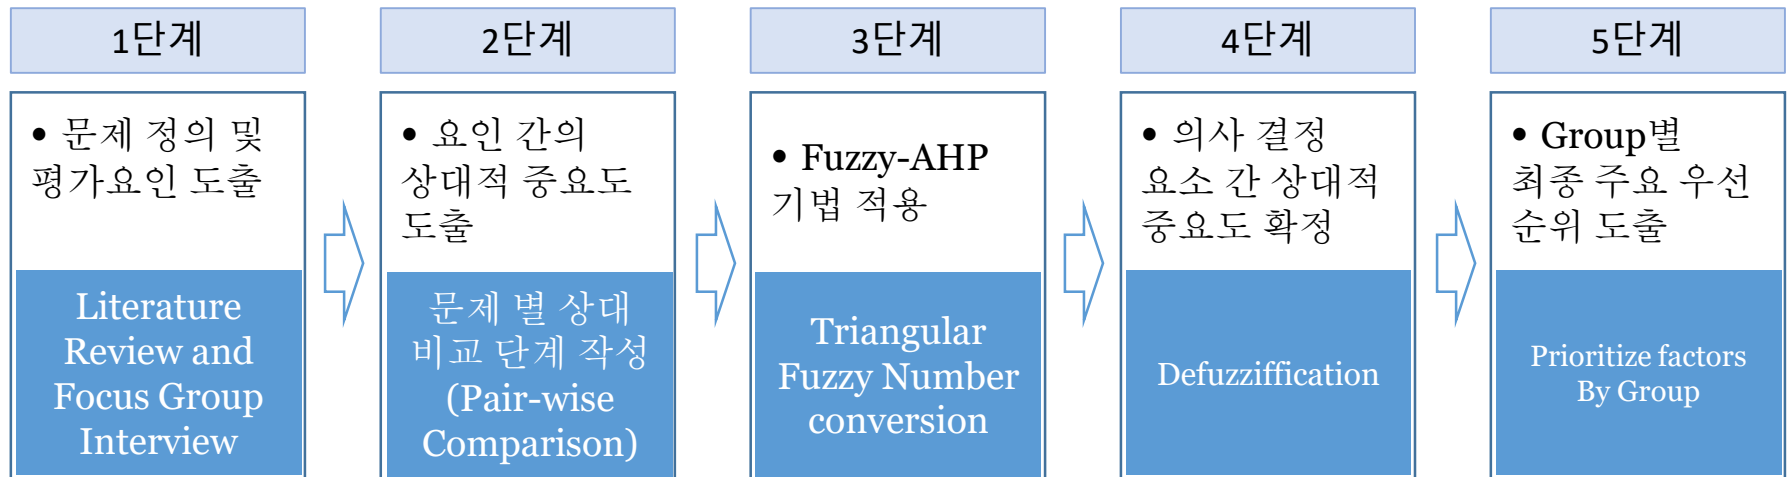 1단계
• 문제 정의 및
평가요인 도출
Literature
Review and
Focus Group
Interview
2단계
• 요인 간의
상대적 중요도
도출
문제 별 상대
비교 단계 작성
(Pair-wise
Comparison)
3단계
• Fuzzy-AHP
기법 적용
Triangular
Fuzzy Number
conversion
4단계
• 의사 결정
요소 간 상대적
중요도 확정
Defuzziffication
5단계
• Group별
최종 주요 우선
순위 도출
Prioritize factors
By Group